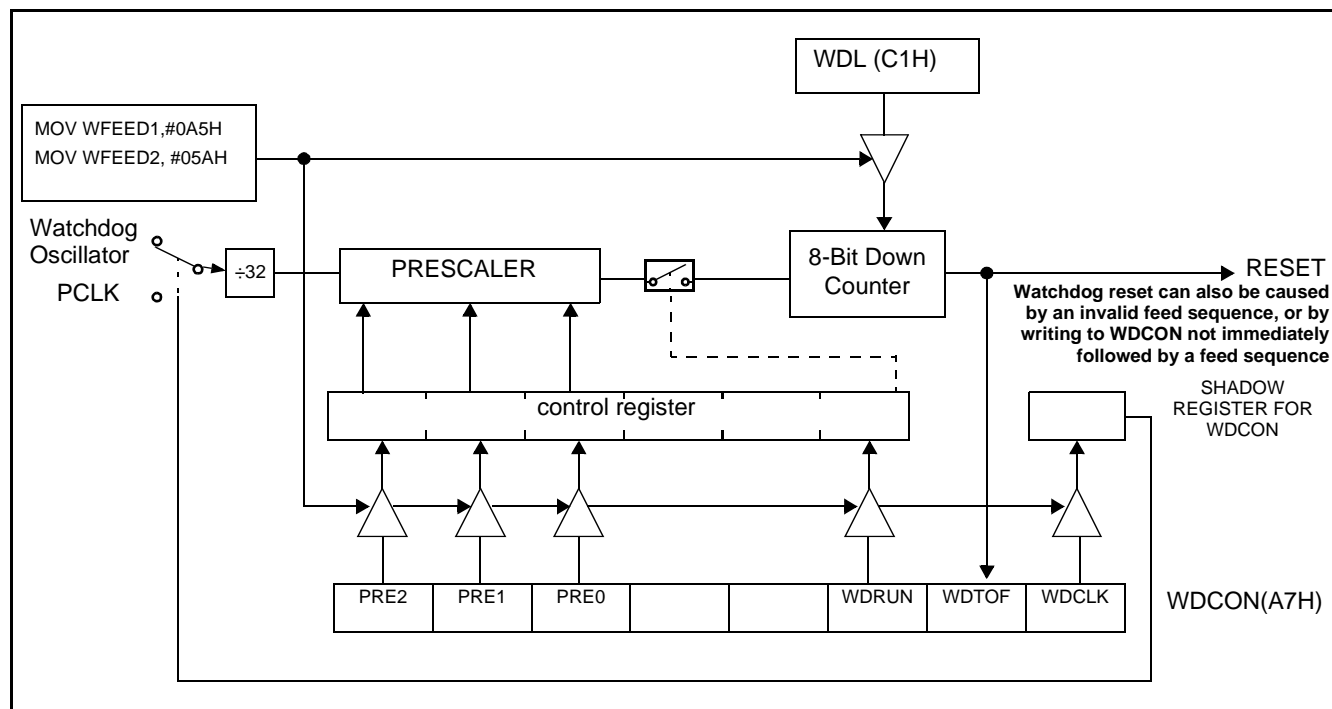 WDL (C1H)
MOV WFEED1,#0A5H
MOV WFEED2, #05AH
Watchdog
Oscillator
PCLK
÷32
PRESCALER
8-Bit Down
Counter
RESET
Watchdog reset can also be caused
by an invalid feed sequence, or by
writing to WDCON not immediately
followed by a feed sequence
control register
SHADOW
REGISTER FOR
WDCON
PRE2
PRE1
PRE0
WDRUN
WDTOF
WDCLK
WDCON(A7H)